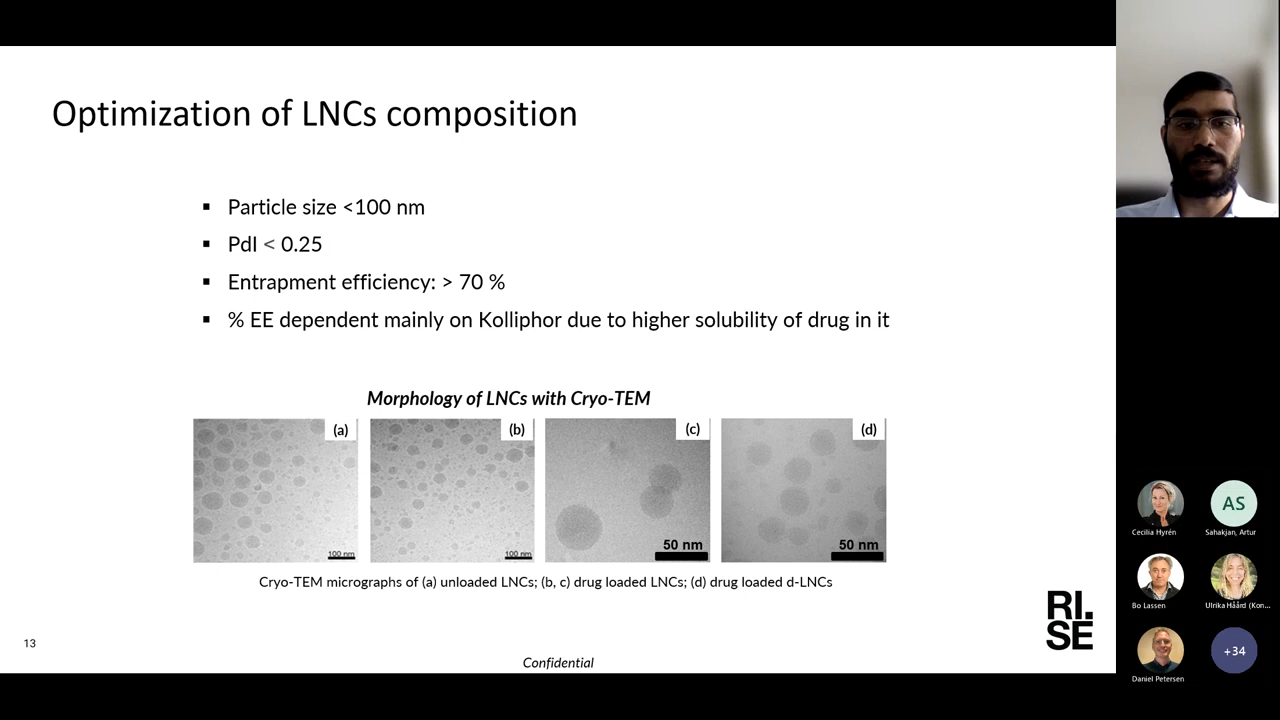 Optimization of LNCs composition
▪ Particle size <100 nm
▪ PdI < 0.25
▪ Entrapment efficiency: > 70 %
▪ % EE dependent mainly on Kolliphor due to higher solubility of drug in it
Morphology of LNCs with Cryo-TEM
(a)
(b)
(c)
(d)
100 nm
100 nm
50 nm
50 nm
Cryo-TEM micrographs of (a) unloaded LNCs; (b, c) drug loaded LNCs; (d) drug loaded d-LNCs
RI.
SE
13
Confidential
AS
Cecilia Hyrén
Sahakjan, Artur
Bo Lassen
Ulrika Håård (Kon...
+34
Daniel Petersen